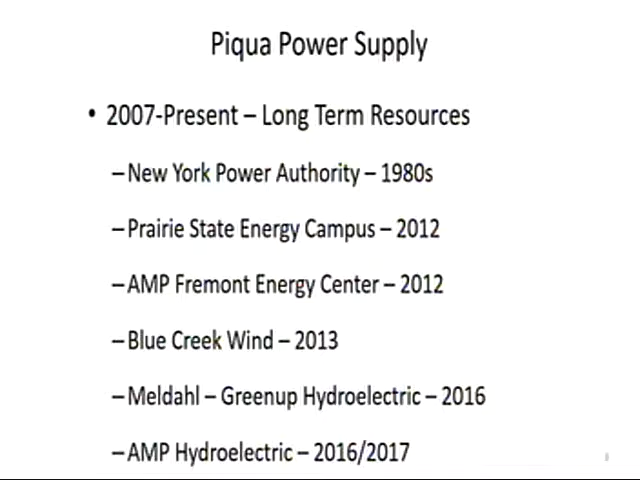 Piqua Power Supply
• 2007-Present – Long Term Resources
– New York Power Authority – 1980s
– Prairie State Energy Campus – 2012
– AMP Fremont Energy Center – 2012
– Blue Creek Wind – 2013
– Meldahl – Greenup Hydroelectric – 2016
– AMP Hydroelectric – 2016/2017